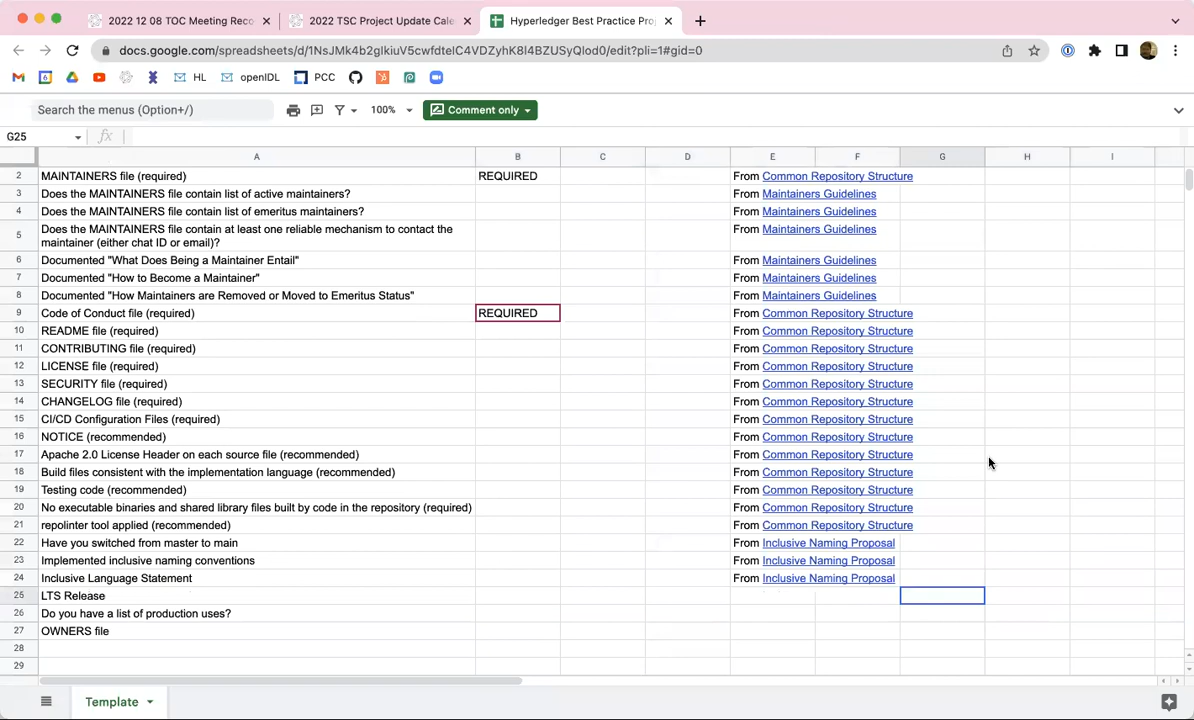 2022 12 08 TOC Meeting Reco
2022 TSC Project Update Cale
Hyperledger Best Practice Pro
docs.google.com/spreadsheets/d/1NsJMk4b2glkiuV5cwfdtelC4VDZyhK8I4BZUSyQlod0/edit?pli=1#gid=0
HL
openIDL
PCC
Search the menus (Option+/)
100%
Comment only
G25
fx
A B C D E F G H I
2 MAINTAINERS file (required) REQUIRED From Common Repository Structure
3 Does the MAINTAINERS file contain list of active maintainers? From Maintainers Guidelines
4 Does the MAINTAINERS file contain list of emeritus maintainers? From Maintainers Guidelines
5 Does the MAINTAINERS file contain at least one reliable mechanism to contact the From Maintainers Guidelines
maintainer (either chat ID or email)?
6 Documented "What Does Being a Maintainer Entail" From Maintainers Guidelines
7 Documented "How to Become a Maintainer" From Maintainers Guidelines
8 Documented "How Maintainers are Removed or Moved to Emeritus Status" From Maintainers Guidelines
9 Code of Conduct file (required) REQUIRED From Common Repository Structure
10 README file (required) From Common Repository Structure
11 CONTRIBUTING file (required) From Common Repository Structure
12 LICENSE file (required) From Common Repository Structure
13 SECURITY file (required) From Common Repository Structure
14 CHANGELOG file (required) From Common Repository Structure
15 CI/CD Configuration Files (required) From Common Repository Structure
16 NOTICE (recommended) From Common Repository Structure
17 Apache 2.0 License Header on each source file (recommended) From Common Repository Structure
18 Build files consistent with the implementation language (recommended) From Common Repository Structure
19 Testing code (recommended) From Common Repository Structure
20 No executable binaries and shared library files built by code in the repository (required) From Common Repository Structure
21 repolinter tool applied (recommended) From Common Repository Structure
22 Have you switched from master to main From Inclusive Naming Proposal
23 Implemented inclusive naming conventions From Inclusive Naming Proposal
24 Inclusive Language Statement From Inclusive Naming Proposal
25 LTS Release
26 Do you have a list of production uses?
27 OWNERS file
28
29
Template